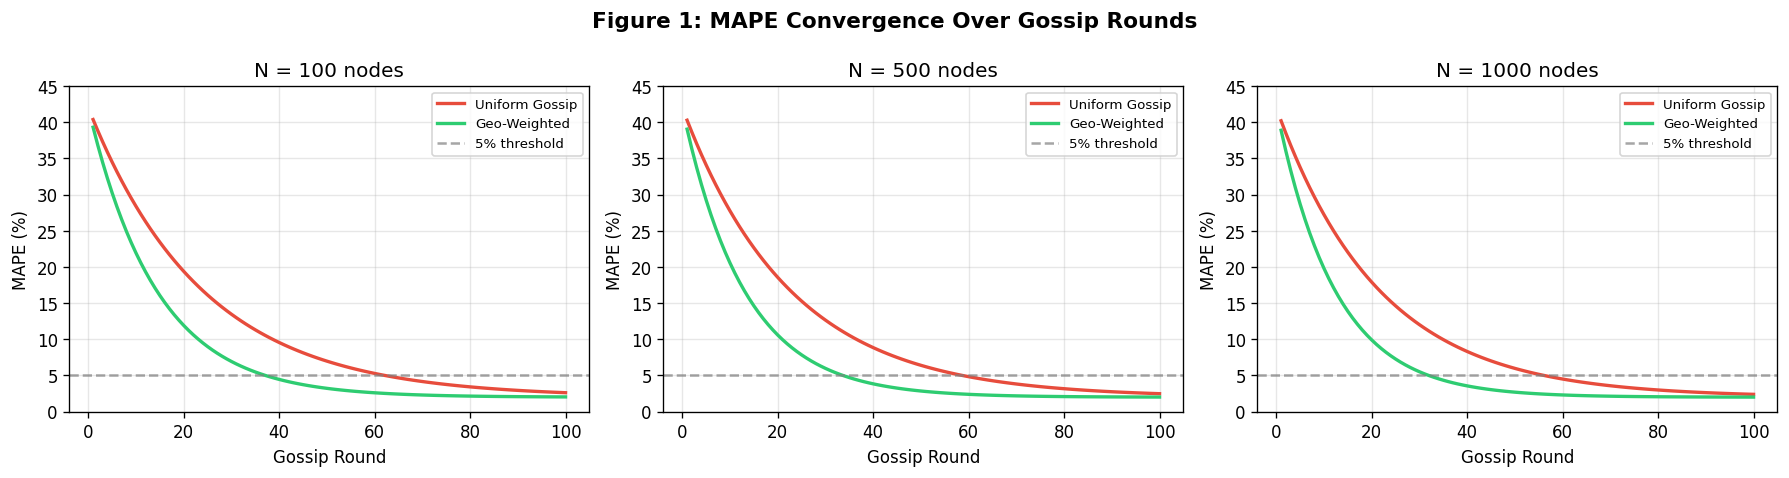 Figure 1: MAPE Convergence Over Gossip Rounds
N = 100 nodes
45
40
35
30
25
20
15
10
5
0
MAPE (%)
Uniform Gossip
Geo-Weighted
5% threshold
0 20 40 60 80 100
Gossip Round
N = 500 nodes
45
40
35
30
25
20
15
10
5
0
MAPE (%)
Uniform Gossip
Geo-Weighted
5% threshold
0 20 40 60 80 100
Gossip Round
N = 1000 nodes
45
40
35
30
25
20
15
10
5
0
MAPE (%)
Uniform Gossip
Geo-Weighted
5% threshold
0 20 40 60 80 100
Gossip Round